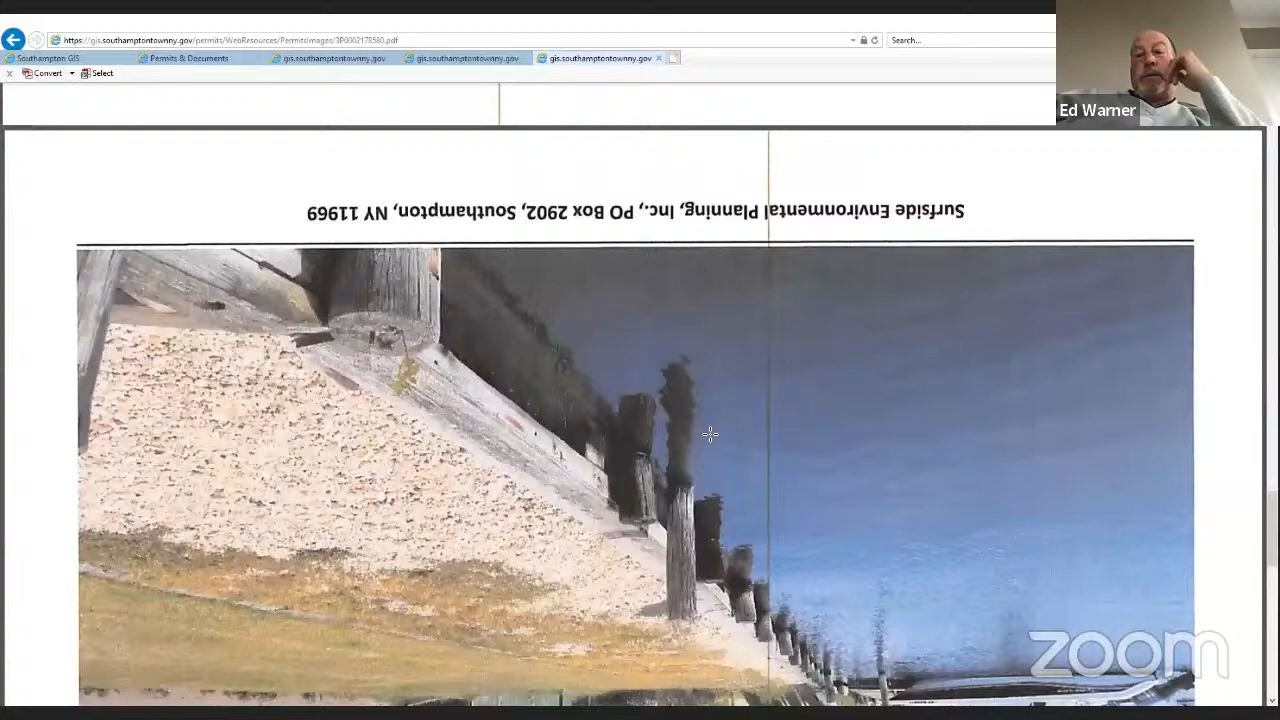 https://gis.southamptontownny.gov/permits/WebResources/PermitsImages/3P0002178580.pdf
Search...
Southampton GIS
Permits & Documents
gis.southamptontownny.gov
gis.southamptontownny.gov
gis.southamptontownny.gov
Convert
Select
Ed Warner
Surfside Environmental Planning, Inc., PO Box 2902, Southampton, NY 11969
zoom